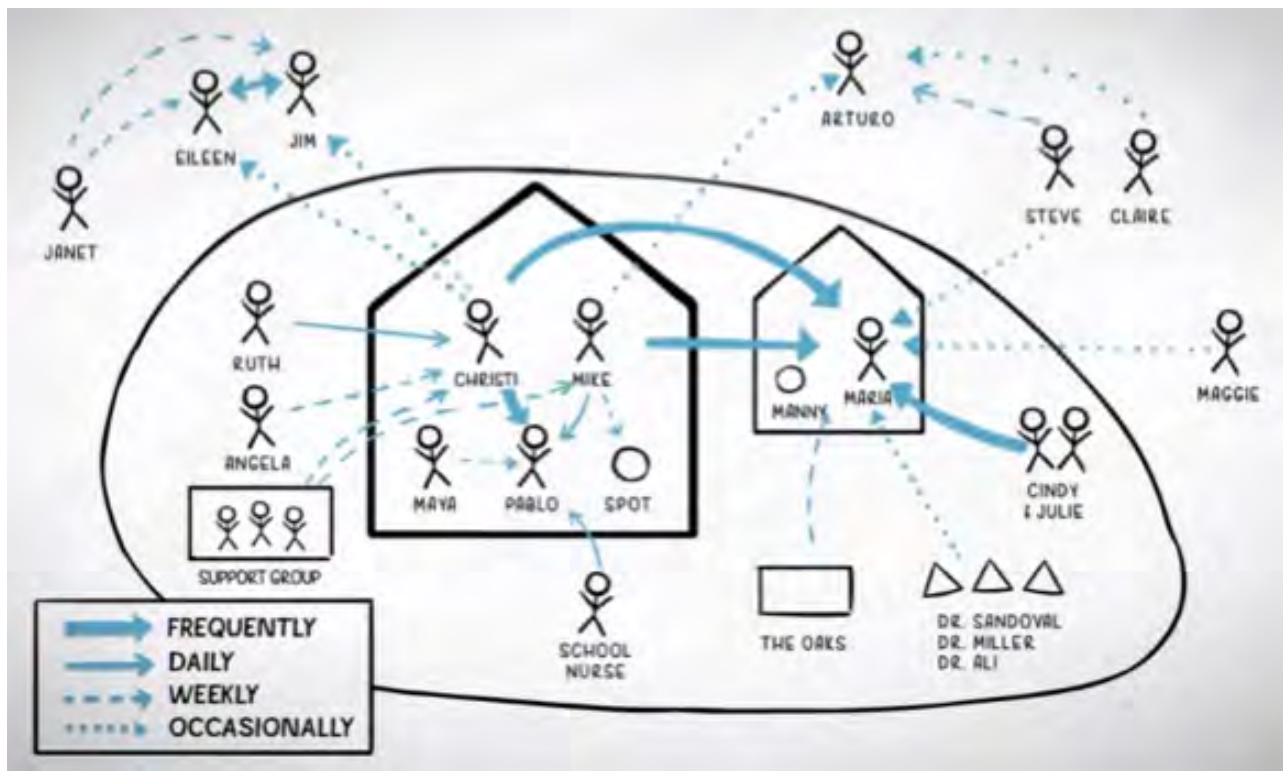 ARTURO
JIM
EILEEN
STEVE
CLAIRE
JANET
RUTH
CHRISTI
MIKE
MANNY
MARIA
MAGGIE
ANGELA
MAYA
PABLO
SPOT
CINDY
& JULIE
SUPPORT GROUP
SCHOOL
NURSE
THE OAKS
DR. SANDOVAL
DR. MILLER
DR. ALI
FREQUENTLY
DAILY
WEEKLY
OCCASIONALLY